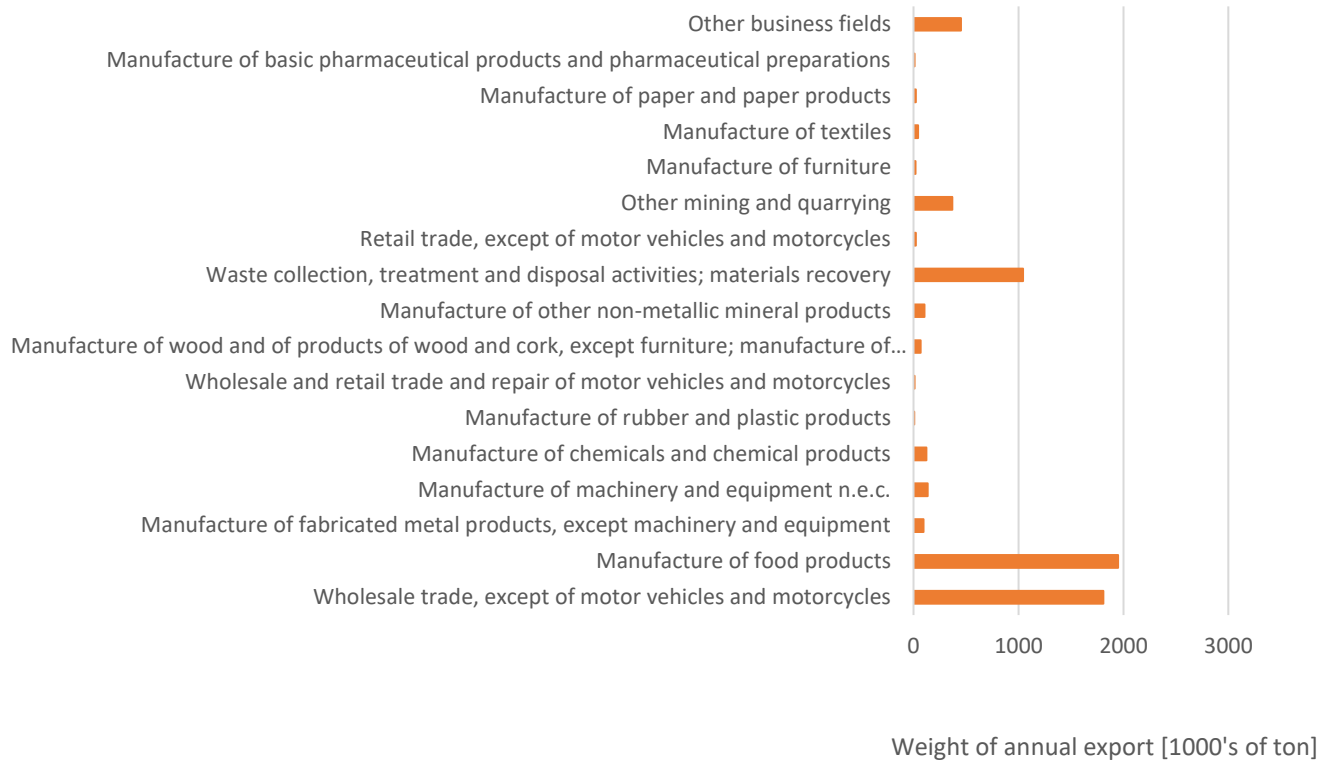 Other business fields
Manufacture of basic pharmaceutical products and pharmaceutical preparations
Manufacture of paper and paper products
Manufacture of textiles
Manufacture of furniture
Other mining and quarrying
Retail trade, except of motor vehicles and motorcycles
Waste collection, treatment and disposal activities; materials recovery
Manufacture of other non-metallic mineral products
Manufacture of wood and of products of wood and cork, except furniture; manufacture of…
Wholesale and retail trade and repair of motor vehicles and motorcycles
Manufacture of rubber and plastic products
Manufacture of chemicals and chemical products
Manufacture of machinery and equipment n.e.c.
Manufacture of fabricated metal products, except machinery and equipment
Manufacture of food products
Wholesale trade, except of motor vehicles and motorcycles
0 1000 2000 3000
Weight of annual export [1000's of ton]